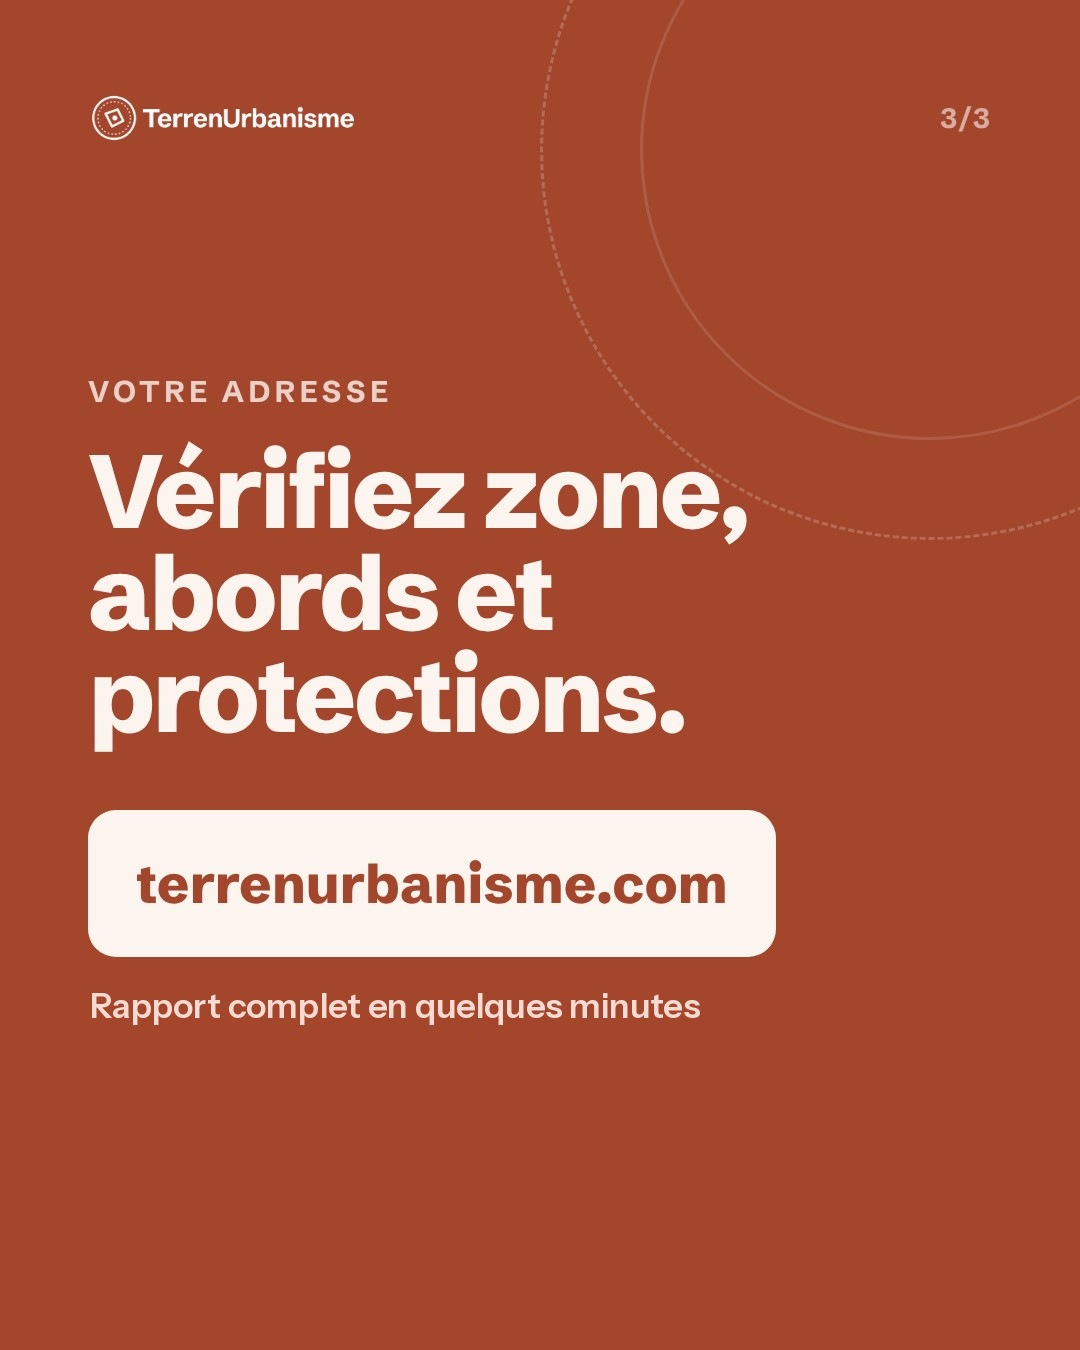 TerrenUrbanisme
3/3
VOTRE ADRESSE
Vérifiez zone,
abords et
protections.
terrenurbanisme.com
Rapport complet en quelques minutes